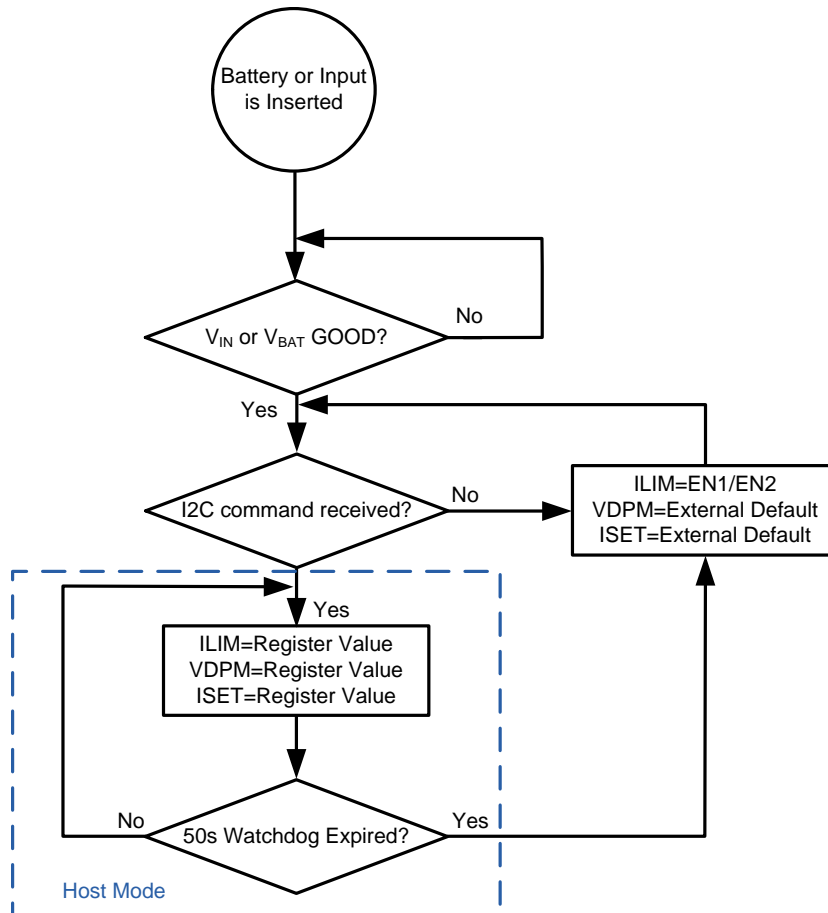 Battery or Input
is Inserted
V_IN or V_BAT GOOD?
No
Yes
I2C command received?
No
ILIM=EN1/EN2
VDPM=External Default
ISET=External Default
Yes
ILIM=Register Value
VDPM=Register Value
ISET=Register Value
No
50s Watchdog Expired?
Yes
Host Mode